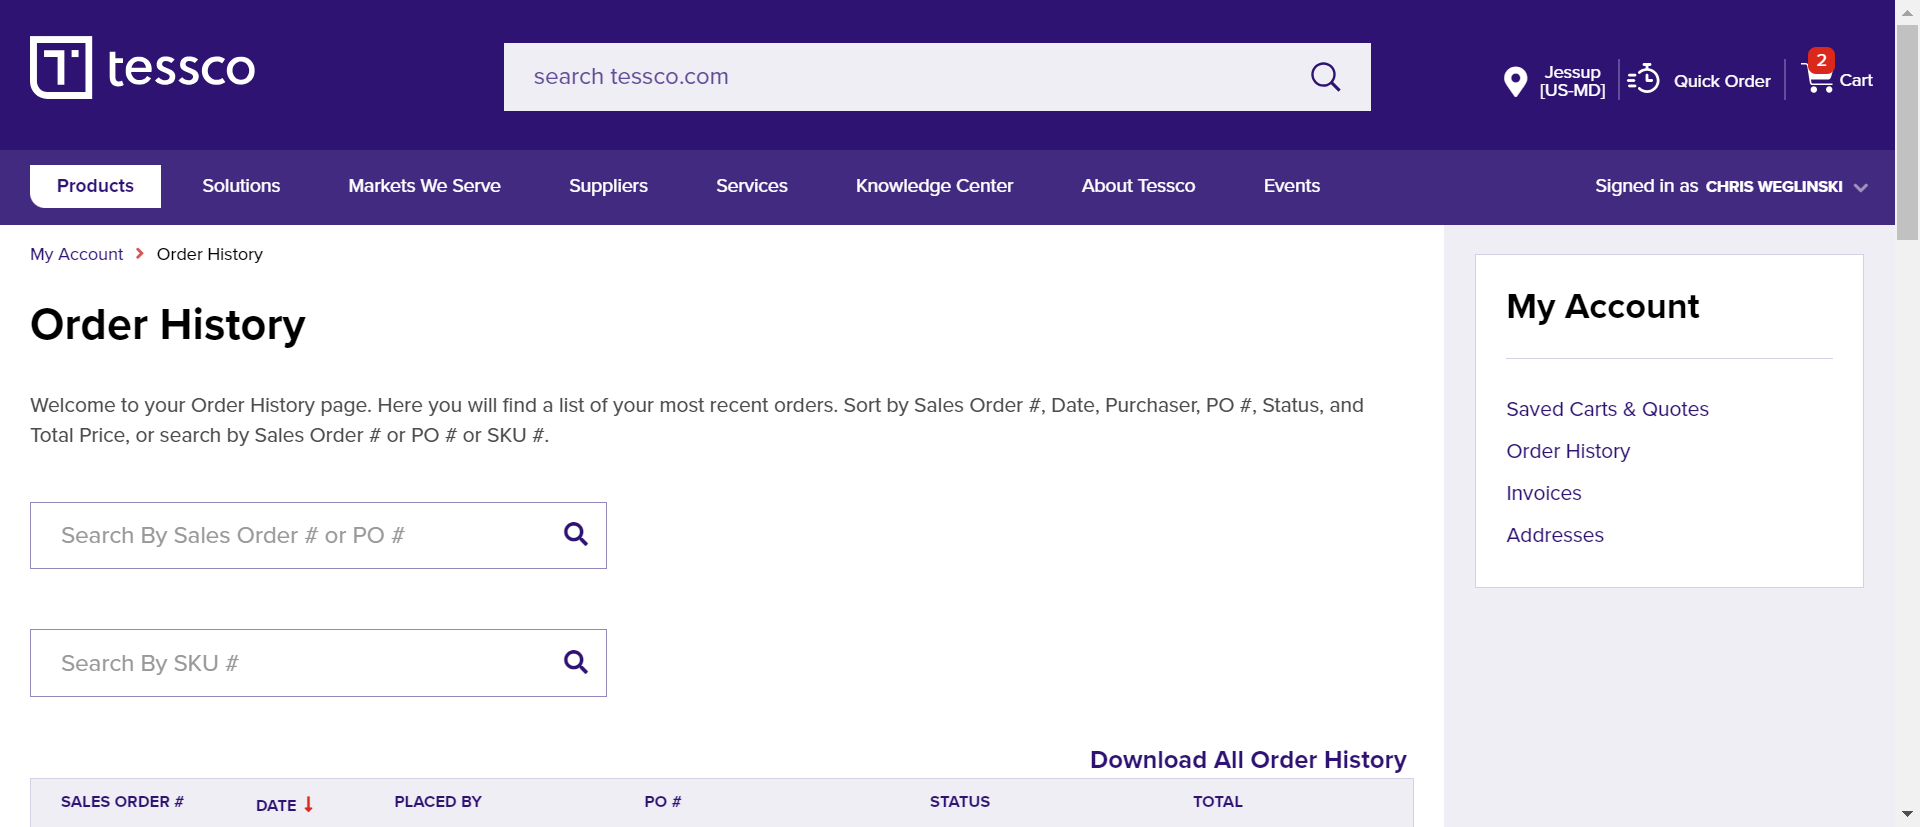 tessco
search tessco.com
Jessup
[US-MD]
Quick Order
2
Cart
Products
Solutions
Markets We Serve
Suppliers
Services
Knowledge Center
About Tessco
Events
Signed in as CHRIS WEGLINSKI
My Account
Order History
Order History
Welcome to your Order History page. Here you will find a list of your most recent orders. Sort by Sales Order #, Date, Purchaser, PO #, Status, and
Total Price, or search by Sales Order # or PO # or SKU #.
Search By Sales Order # or PO #
Search By SKU #
Download All Order History
SALES ORDER #
DATE
PLACED BY
PO #
STATUS
TOTAL
My Account
Saved Carts & Quotes
Order History
Invoices
Addresses